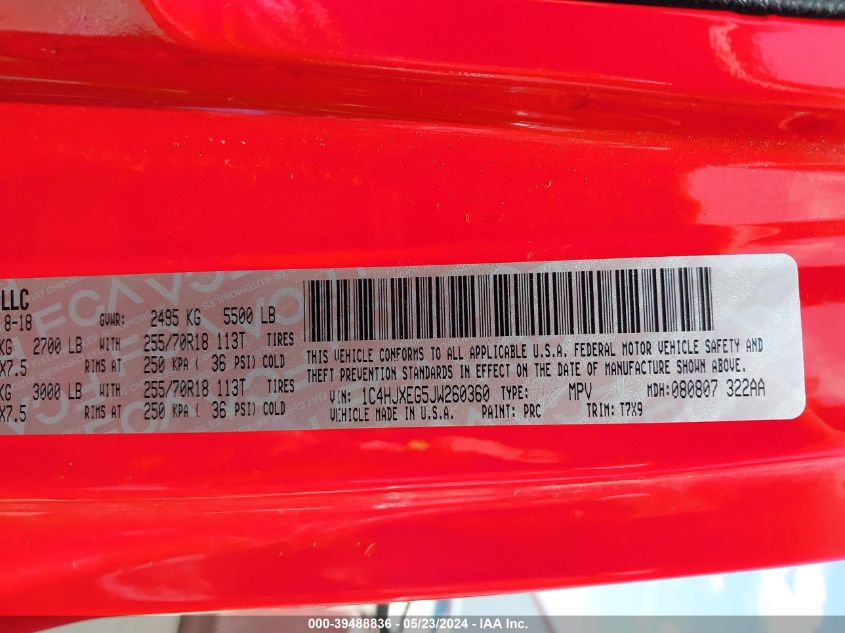 LLC
8-18 GVWR: 2495 KG 5500 LB
KG 2700 LB WITH 255/70R18 113T TIRES
X7.5 RIMS AT 250 KPA ( 36 PSI) COLD
KG 3000 LB WITH 255/70R18 113T TIRES
X7.5 RIMS AT 250 KPA ( 36 PSI) COLD
THIS VEHICLE CONFORMS TO ALL APPLICABLE U.S.A. FEDERAL MOTOR VEHICLE SAFETY AND
THEFT PREVENTION STANDARDS IN EFFECT ON THE DATE OF MANUFACTURE SHOWN ABOVE.
VIN: 1C4HJXEG5JW260360 TYPE: MPV MDH: 080807 322AA
VEHICLE MADE IN U.S.A. PAINT: PRC TRIM: T7X9
000-39488836 - 05/23/2024 - IAA Inc.